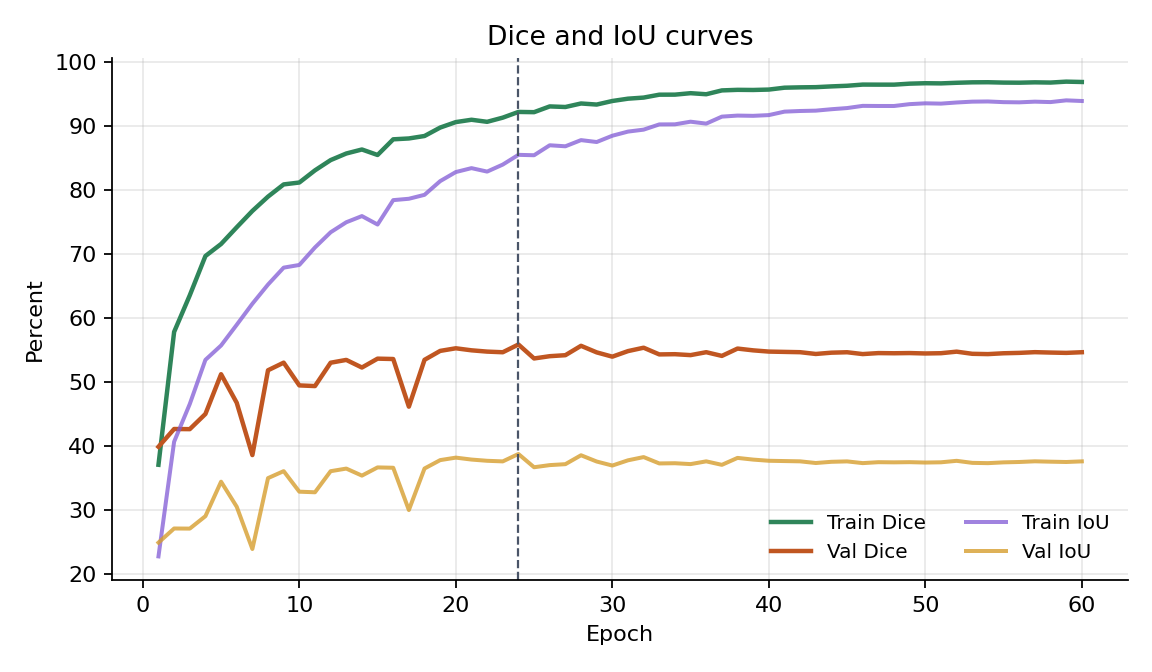 Dice and IoU curves
100
90
80
70
60
50
40
30
20
Percent
Train Dice
Val Dice
Train IoU
Val IoU
0 10 20 30 40 50 60
Epoch